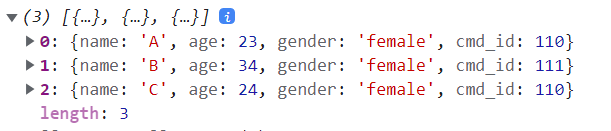 (3) [{…}, {…}, {…}] i
0: {name: 'A', age: 23, gender: 'female', cmd_id: 110}
1: {name: 'B', age: 34, gender: 'female', cmd_id: 111}
2: {name: 'C', age: 24, gender: 'female', cmd_id: 110}
length: 3